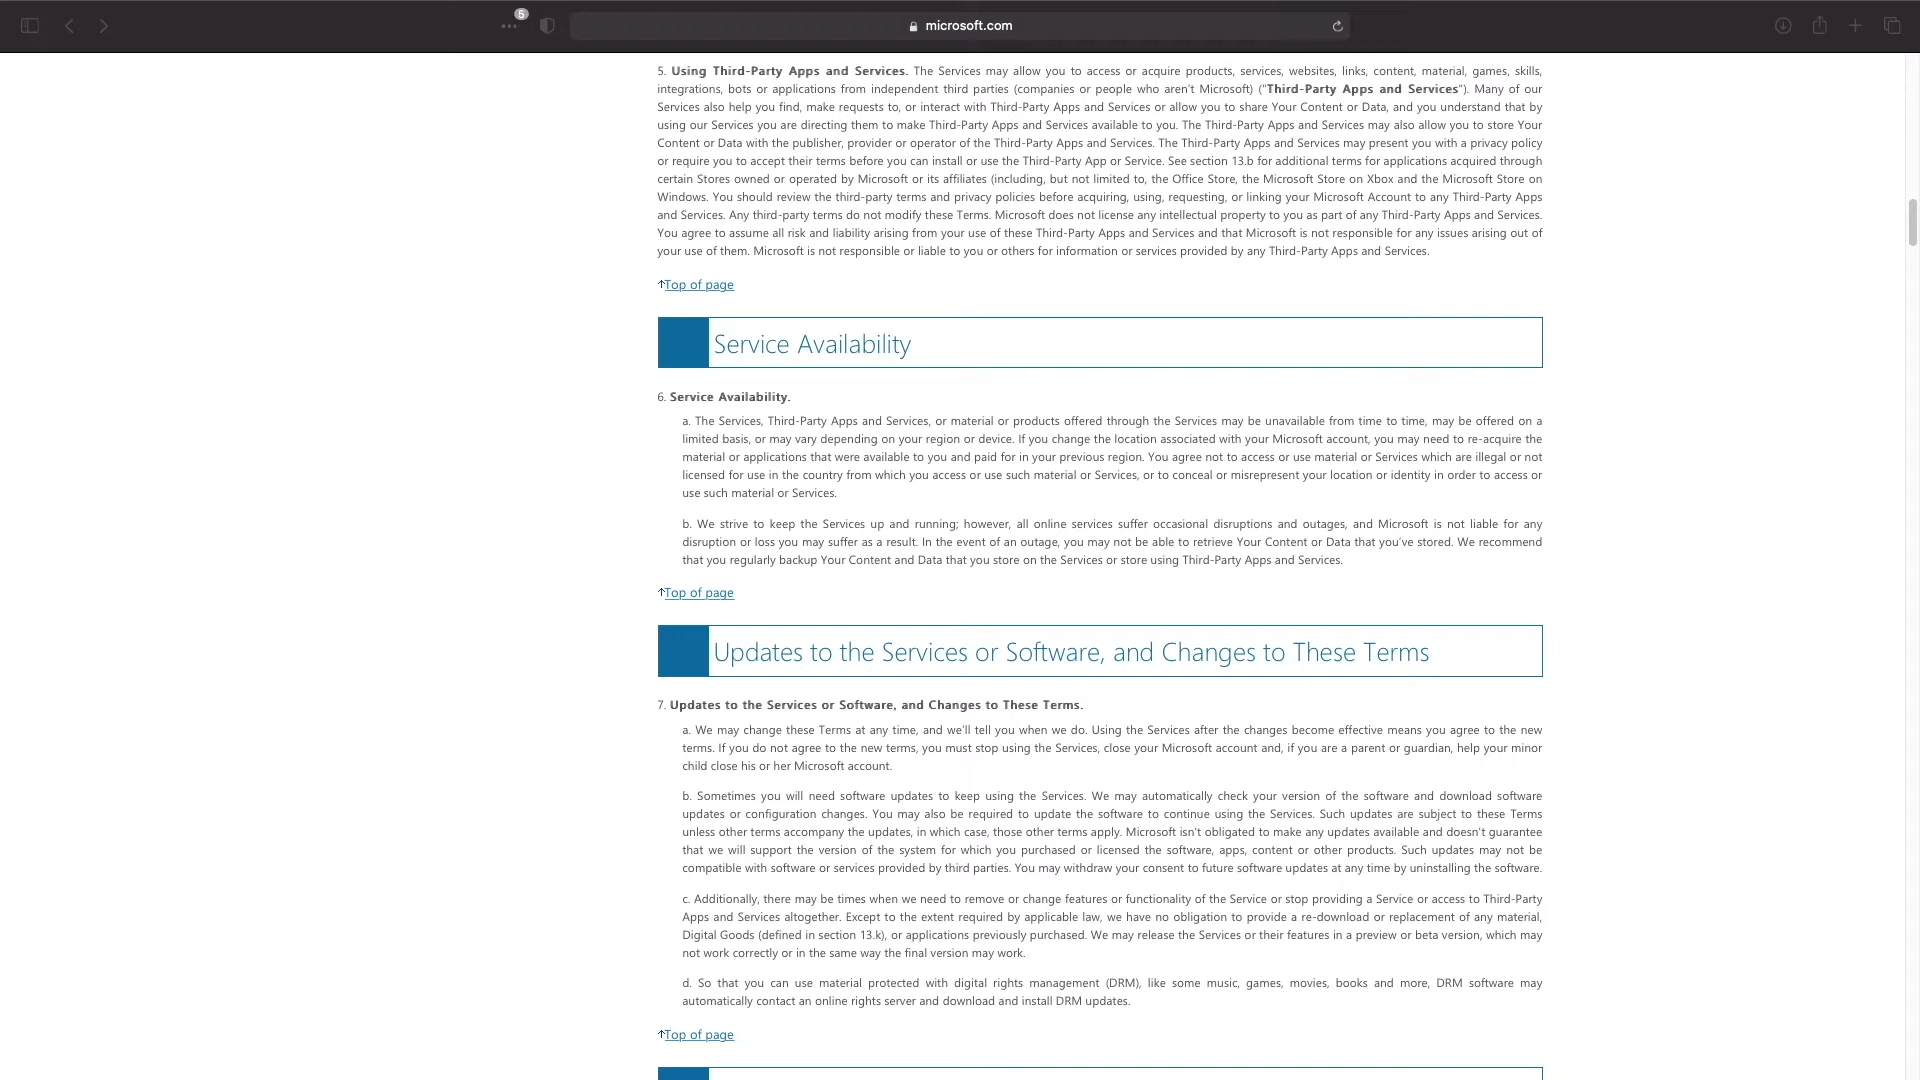 5
microsoft.com
5. Using Third-Party Apps and Services. The Services may allow you to access or acquire products, services, websites, links, content, material, games, skills,
integrations, bots or applications from independent third parties (companies or people who aren't Microsoft) ("Third-Party Apps and Services"). Many of our
Services also help you find, make requests to, or interact with Third-Party Apps and Services or allow you to share Your Content or Data, and you understand that by
using our Services you are directing them to make Third-Party Apps and Services available to you. The Third-Party Apps and Services may also allow you to store Your
Content or Data with the publisher, provider or operator of the Third-Party Apps and Services. The Third-Party Apps and Services may present you with a privacy policy
or require you to accept their terms before you can install or use the Third-Party App or Service. See section 13.b for additional terms for applications acquired through
certain Stores owned or operated by Microsoft or its affiliates (including, but not limited to, the Office Store, the Microsoft Store on Xbox and the Microsoft Store on
Windows. You should review the third-party terms and privacy policies before acquiring, using, requesting, or linking your Microsoft Account to any Third-Party Apps
and Services. Any third-party terms do not modify these Terms. Microsoft does not license any intellectual property to you as part of any Third-Party Apps and Services.
You agree to assume all risk and liability arising from your use of these Third-Party Apps and Services and that Microsoft is not responsible for any issues arising out of
your use of them. Microsoft is not responsible or liable to you or others for information or services provided by any Third-Party Apps and Services.
↑Top of page
Service Availability
6. Service Availability.
a. The Services, Third-Party Apps and Services, or material or products offered through the Services may be unavailable from time to time, may be offered on a
limited basis, or may vary depending on your region or device. If you change the location associated with your Microsoft account, you may need to re-acquire the
material or applications that were available to you and paid for in your previous region. You agree not to access or use material or Services which are illegal or not
licensed for use in the country from which you access or use such material or Services, or to conceal or misrepresent your location or identity in order to access or
use such material or Services.
b. We strive to keep the Services up and running; however, all online services suffer occasional disruptions and outages, and Microsoft is not liable for any
disruption or loss you may suffer as a result. In the event of an outage, you may not be able to retrieve Your Content or Data that you've stored. We recommend
that you regularly backup Your Content and Data that you store on the Services or store using Third-Party Apps and Services.
↑Top of page
Updates to the Services or Software, and Changes to These Terms
7. Updates to the Services or Software, and Changes to These Terms.
a. We may change these Terms at any time, and we'll tell you when we do. Using the Services after the changes become effective means you agree to the new
terms. If you do not agree to the new terms, you must stop using the Services, close your Microsoft account and, if you are a parent or guardian, help your minor
child close his or her Microsoft account.
b. Sometimes you will need software updates to keep using the Services. We may automatically check your version of the software and download software
updates or configuration changes. You may also be required to update the software to continue using the Services. Such updates are subject to these Terms
unless other terms accompany the updates, in which case, those other terms apply. Microsoft isn't obligated to make any updates available and doesn't guarantee
that we will support the version of the system for which you purchased or licensed the software, apps, content or other products. Such updates may not be
compatible with software or services provided by third parties. You may withdraw your consent to future software updates at any time by uninstalling the software.
c. Additionally, there may be times when we need to remove or change features or functionality of the Service or stop providing a Service or access to Third-Party
Apps and Services altogether. Except to the extent required by applicable law, we have no obligation to provide a re-download or replacement of any material,
Digital Goods (defined in section 13.k), or applications previously purchased. We may release the Services or their features in a preview or beta version, which may
not work correctly or in the same way the final version may work.
d. So that you can use material protected with digital rights management (DRM), like some music, games, movies, books and more, DRM software may
automatically contact an online rights server and download and install DRM updates.
↑Top of page